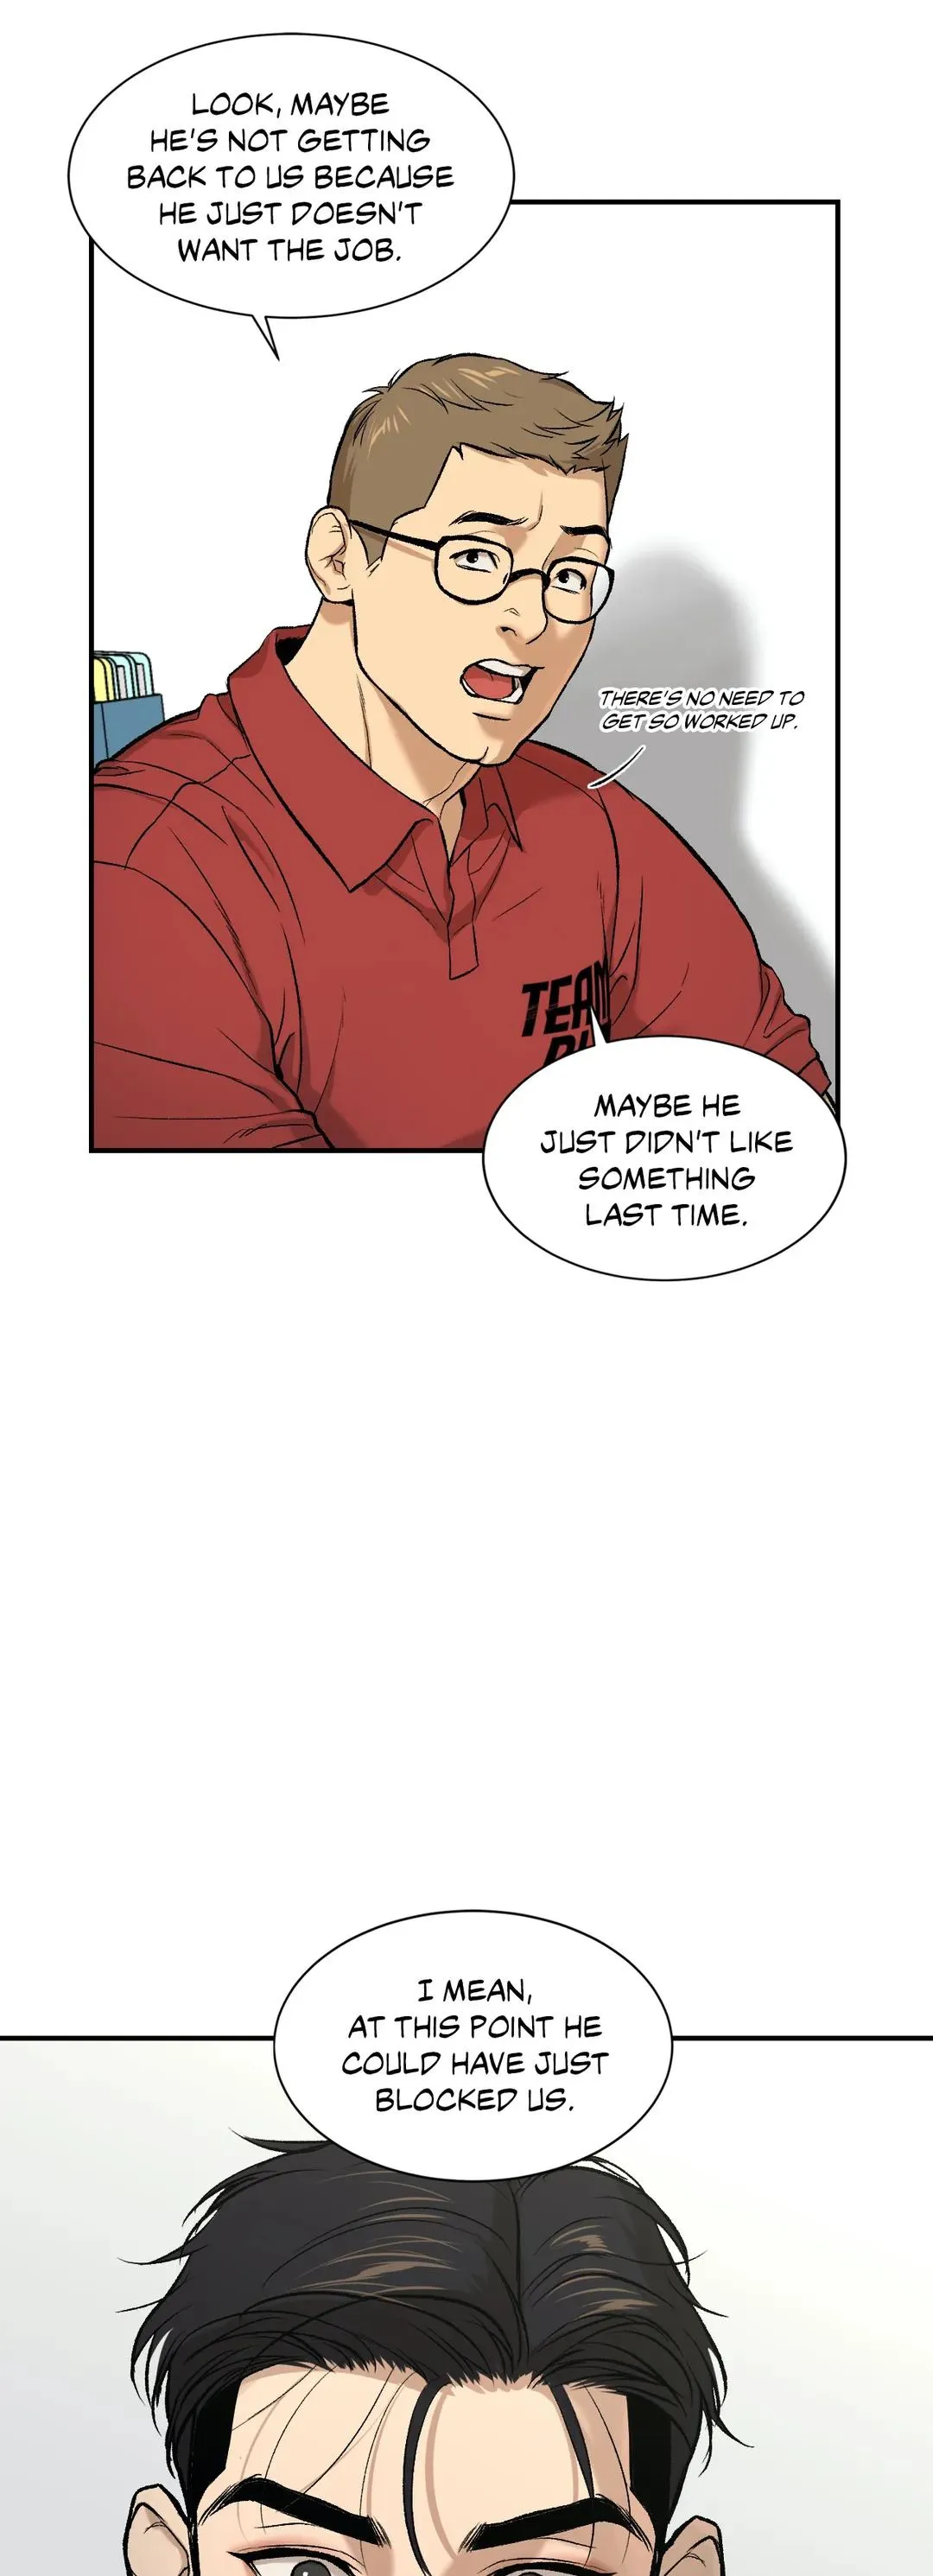 LOOK, MAYBE
HE'S NOT GETTING
BACK TO US BECAUSE
HE JUST DOESN'T
WANT THE JOB.
THERE'S NO NEED TO
GET SO WORKED UP.
TEAM
MAYBE HE
JUST DIDN'T LIKE
SOMETHING
LAST TIME.
I MEAN,
AT THIS POINT HE
COULD HAVE JUST
BLOCKED US.